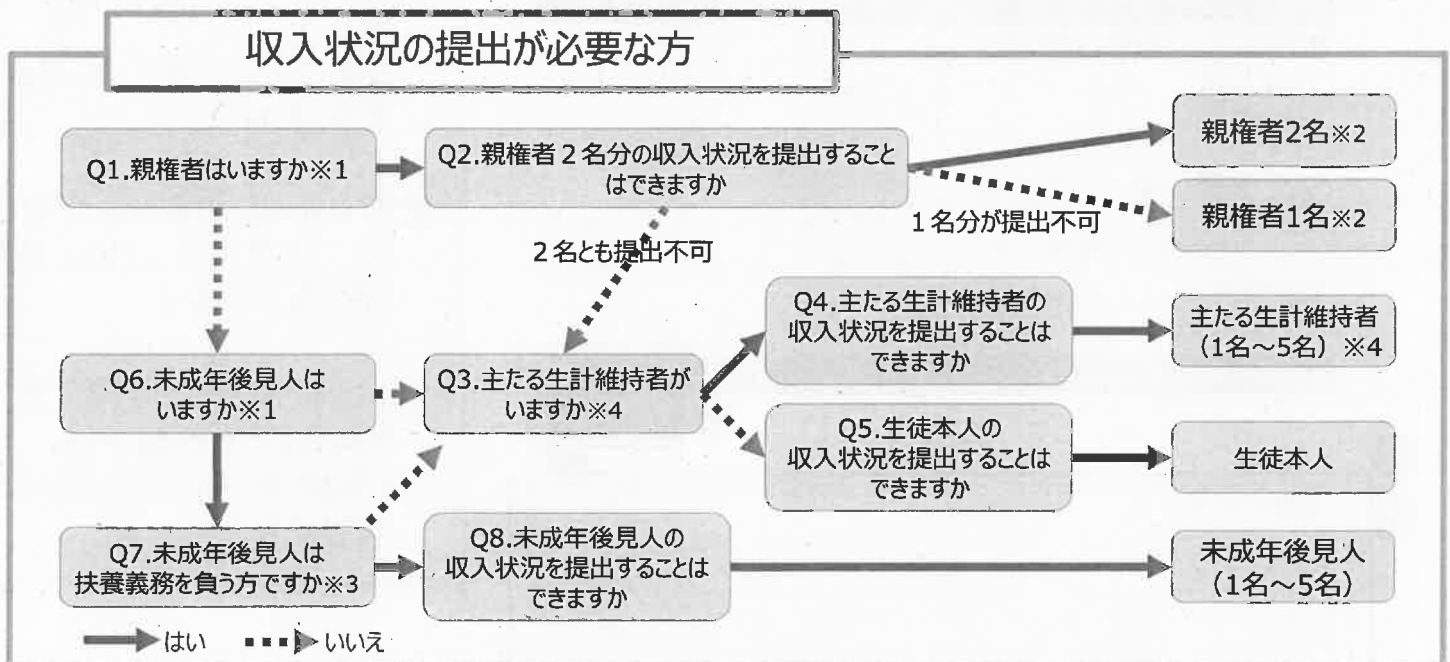 収入状況の提出が必要な方
Q1.親権者はいますか※1
Q2.親権者２名分の収入状況を提出すること
はできますか
親権者2名※2
親権者1名※2
１名分が提出不可
２名とも提出不可
Q6.未成年後見人は
いますか※1
Q3.主たる生計維持者が
いますか※4
Q4.主たる生計維持者の
収入状況を提出することは
できますか
主たる生計維持者
（1名～5名）※4
Q5.生徒本人の
収入状況を提出することは
できますか
生徒本人
Q7.未成年後見人は
扶養義務を負う方ですか※3
Q8.未成年後見人の
収入状況を提出することは
できますか
未成年後見人
（1名～5名）
はい
いいえ